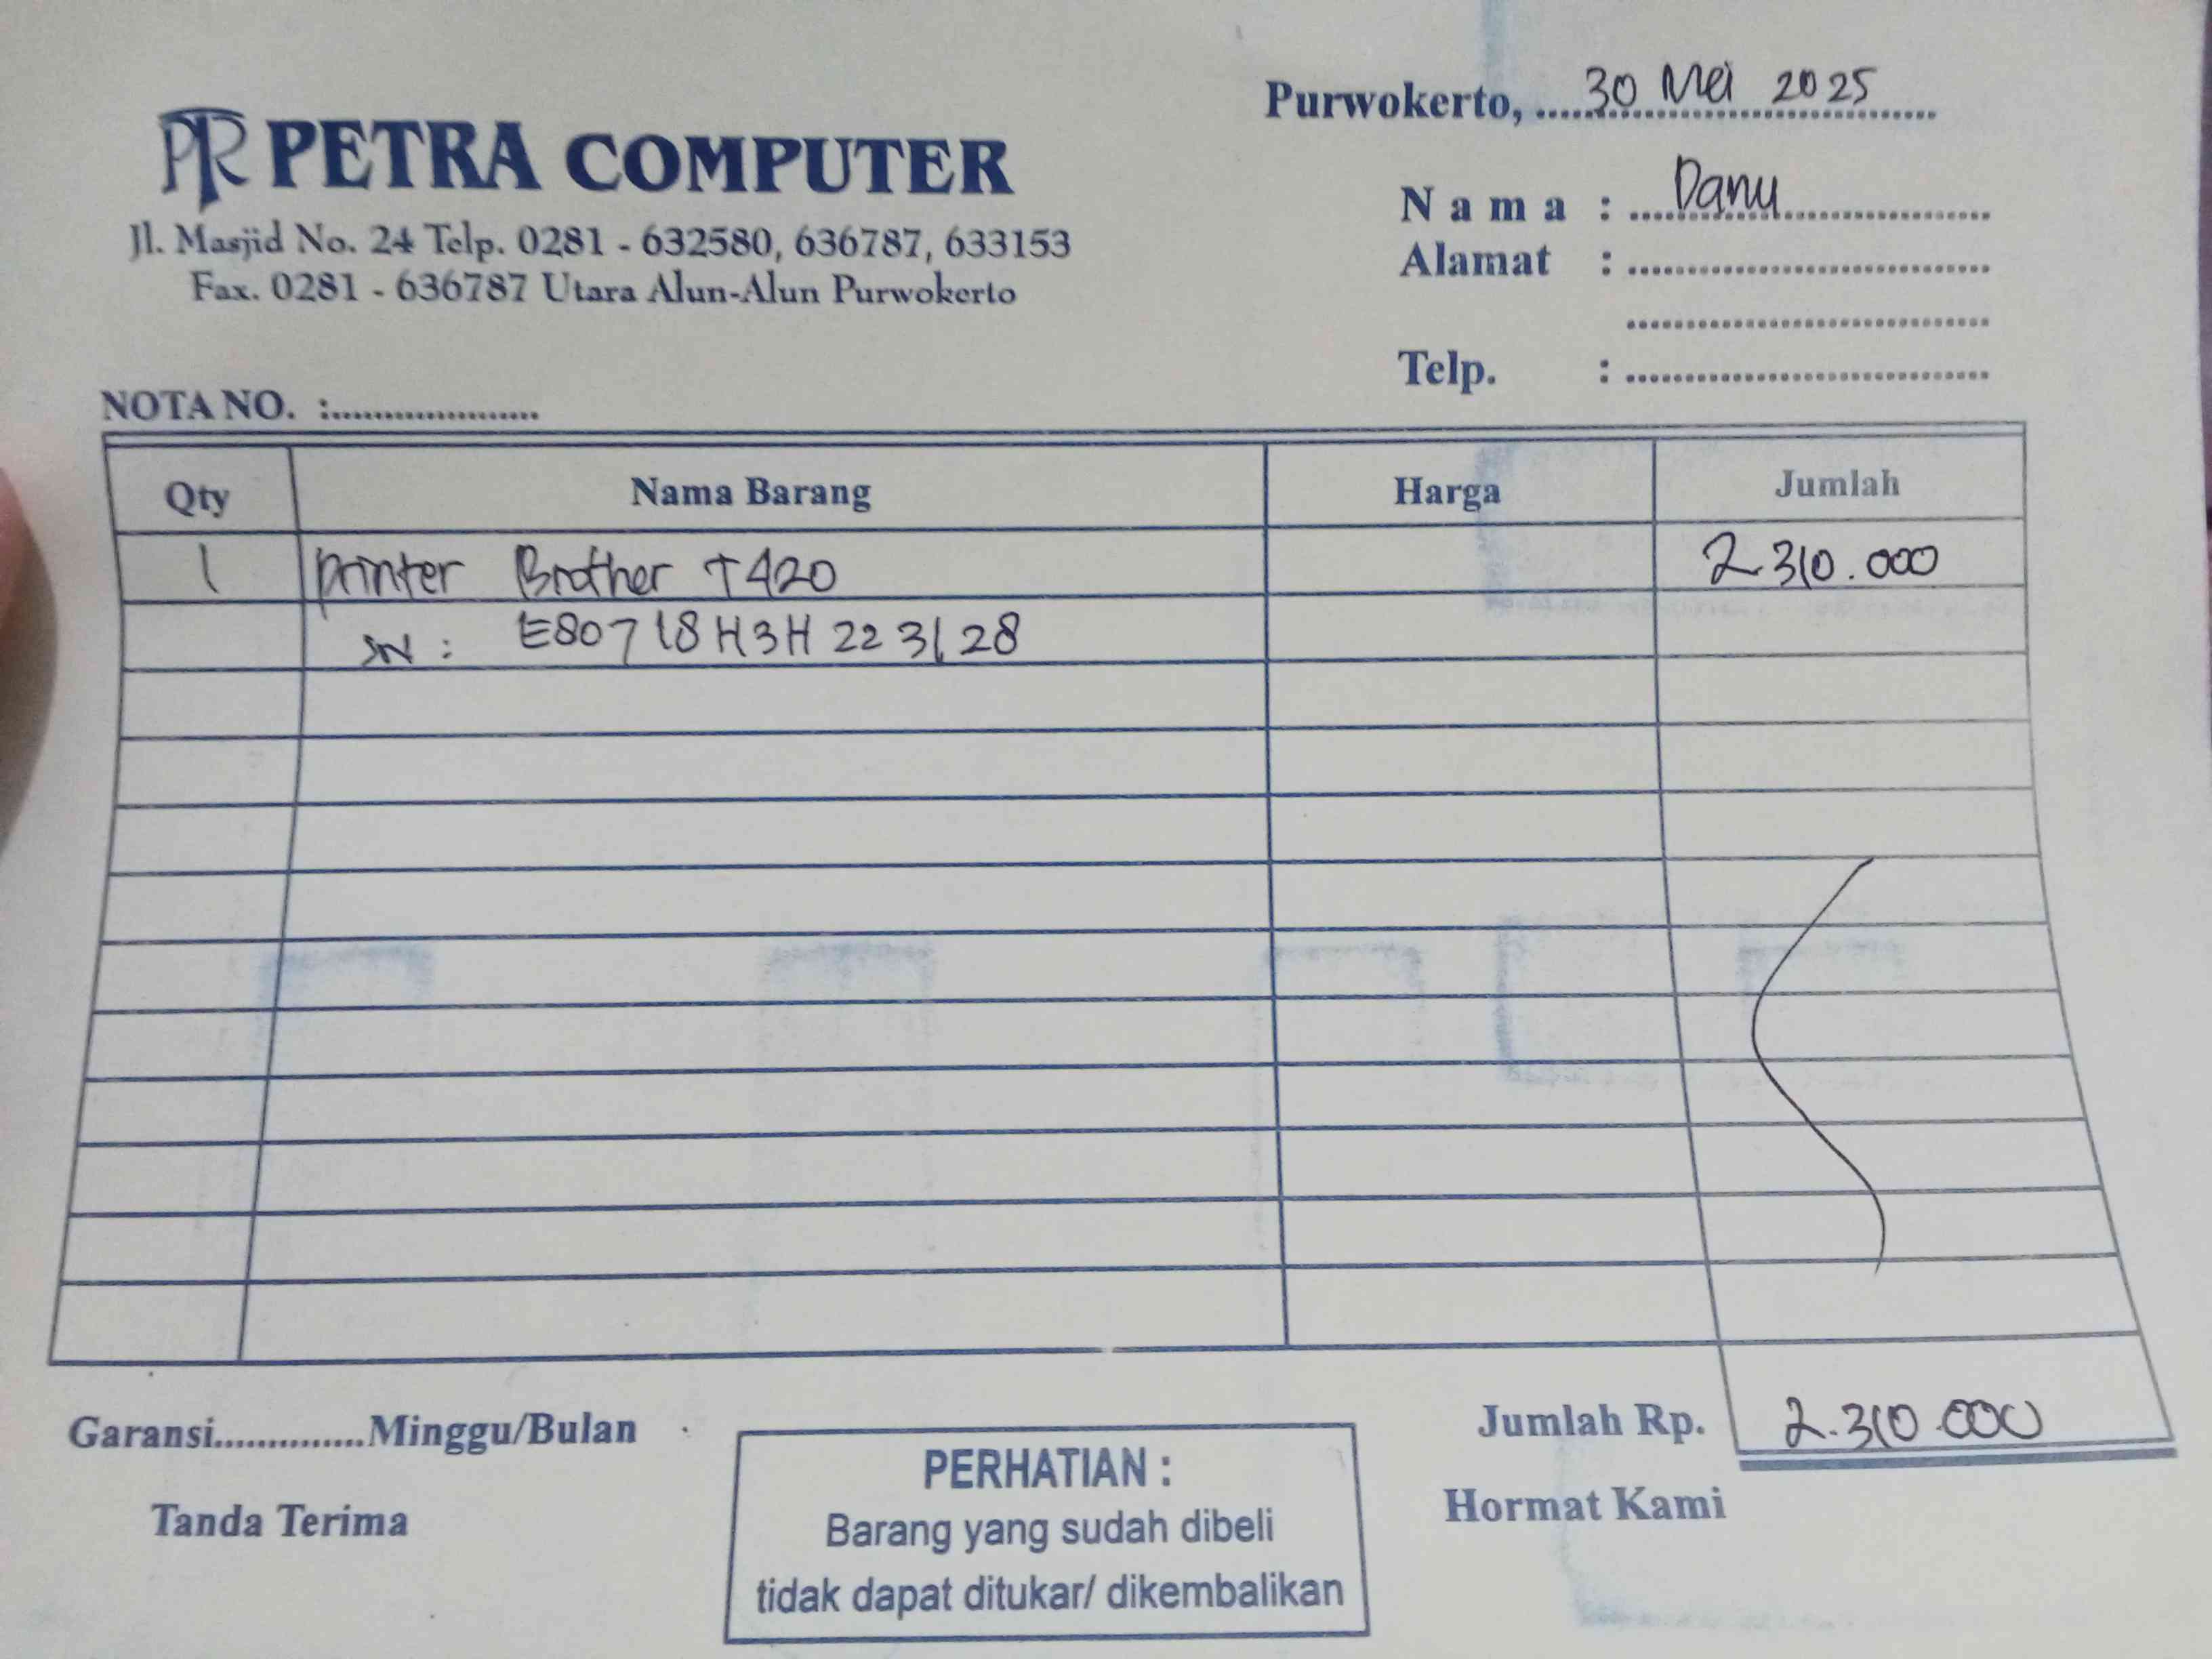 Purwokerto, 30 Mei 2025
PR PETRA COMPUTER
Jl. Masjid No. 24 Telp. 0281 - 632580, 636787, 633153
Fax. 0281 - 636787 Utara Alun-Alun Purwokerto
Nama : Danu
Alamat :
Telp. :
NOTA NO. :
Qty Nama Barang Harga Jumlah
1 printer Brother T420 2.310.000
SN : E80718H3H223128
Garansi..............Minggu/Bulan
Jumlah Rp. 2.310.000
Tanda Terima
PERHATIAN :
Barang yang sudah dibeli
tidak dapat ditukar/ dikembalikan
Hormat Kami